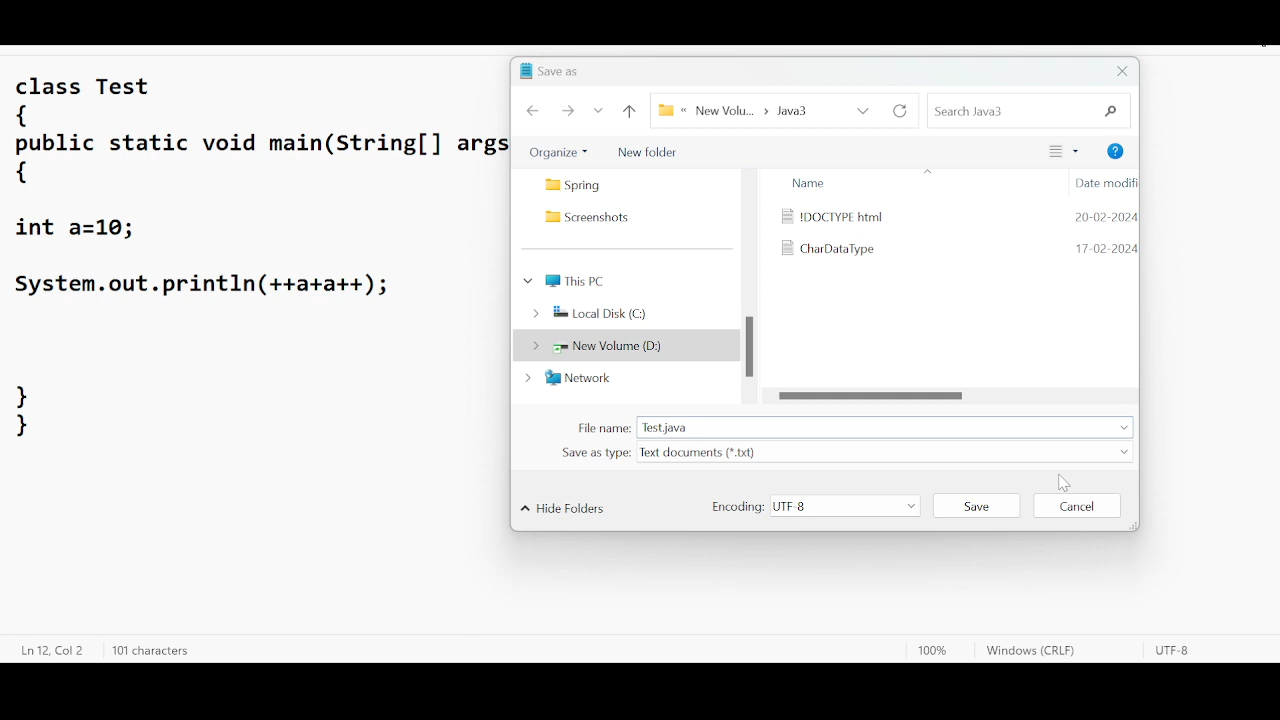 class Test
{
public static void main(String[] args
{
int a=10;
System.out.println(++a+a++);
}
}
Save as
« New Volu... > Java3
Search Java3
Organize
New folder
Spring
Screenshots
This PC
Local Disk (C:)
New Volume (D:)
Network
Name
Date modifi
!DOCTYPE html
20-02-2024
CharDataType
17-02-2024
File name: Test.java
Save as type: Text documents (*.txt)
Hide Folders
Encoding: UTF-8
Save
Cancel
Ln 12, Col 2
101 characters
100%
Windows (CRLF)
UTF-8